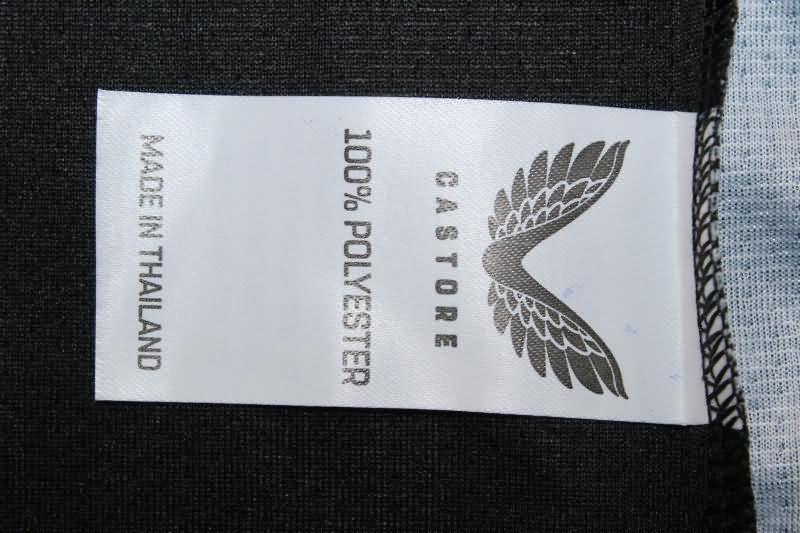 CASTORE
100% POLYESTER
MADE IN THAILAND